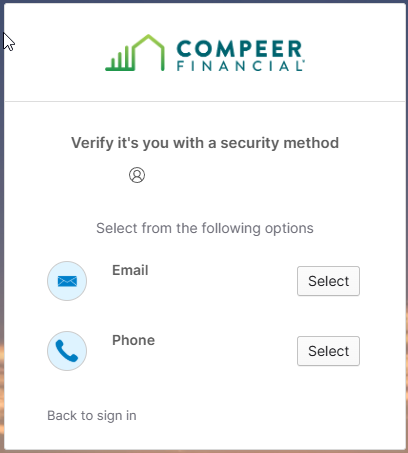 COMPEER
FINANCIAL®
Verify it's you with a security method
Select from the following options
Email
Select
Phone
Select
Back to sign in